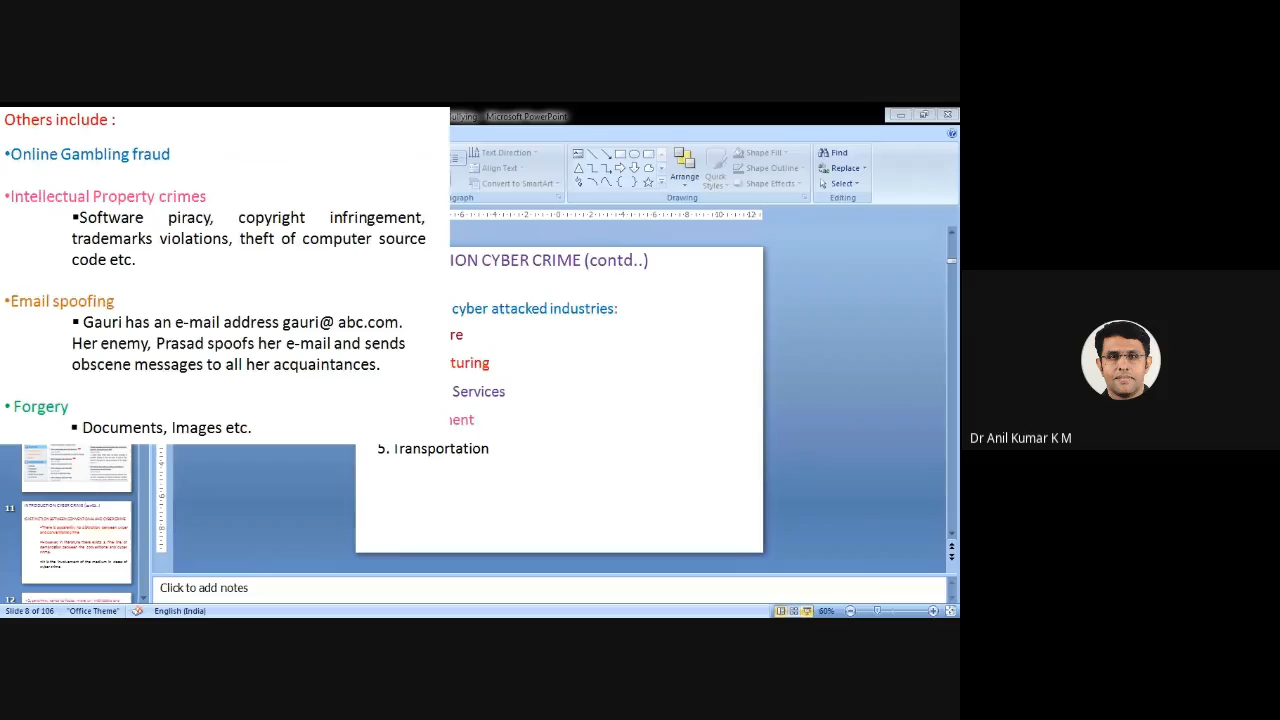 Others include :
•Online Gambling fraud
•Intellectual Property crimes
▪Software piracy, copyright infringement,
trademarks violations, theft of computer source
code etc.
•Email spoofing
▪ Gauri has an e-mail address gauri@ abc.com.
Her enemy, Prasad spoofs her e-mail and sends
obscene messages to all her acquaintances.
• Forgery
▪ Documents, Images etc.
Microsoft PowerPoint
Text Direction
Align Text
Convert to SmartArt
Arrange
Quick
Styles
Shape Fill
Shape Outline
Shape Effects
Find
Replace
Select
Drawing
Editing
ION CYBER CRIME (contd..)
cyber attacked industries:
re
turing
Services
ment
5. Transportation
11
12
Click to add notes
Slide 8 of 106
"Office Theme"
English (India)
60%
Dr Anil Kumar K M